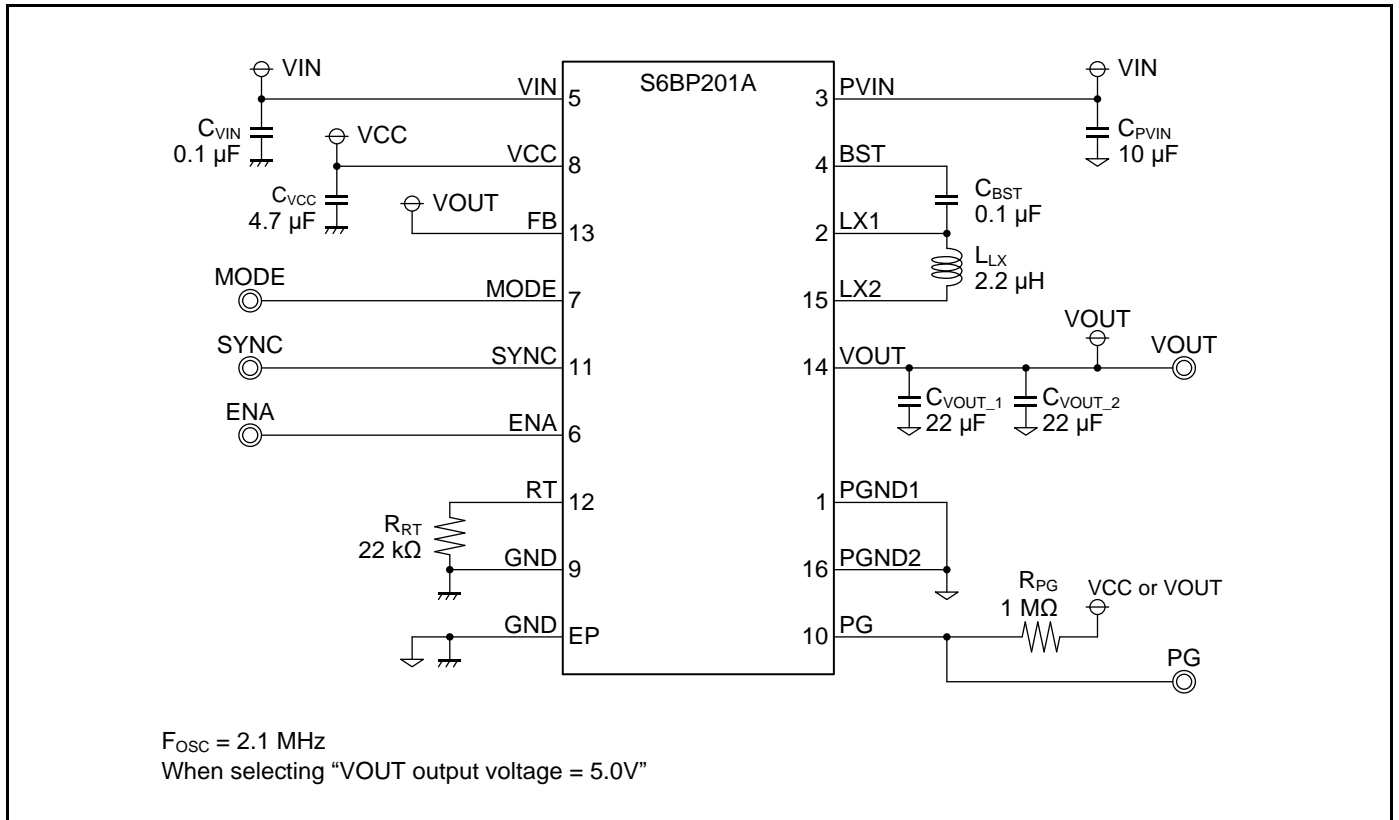 S6BP201A
VIN
VIN 5
CVIN
0.1 µF
VCC
VCC 8
CVCC
4.7 µF
VOUT
FB 13
MODE
MODE 7
SYNC
SYNC 11
ENA
ENA 6
RT 12
RRT
22 kΩ
GND 9
GND EP
VIN
3 PVIN
CPVIN
10 µF
4 BST
CBST
0.1 µF
2 LX1
LLX
2.2 µH
15 LX2
VOUT
VOUT
14 VOUT
CVOUT_1
22 µF
CVOUT_2
22 µF
1 PGND1
16 PGND2
RPG
1 MΩ
VCC or VOUT
10 PG
PG
FOSC = 2.1 MHz
When selecting “VOUT output voltage = 5.0V”